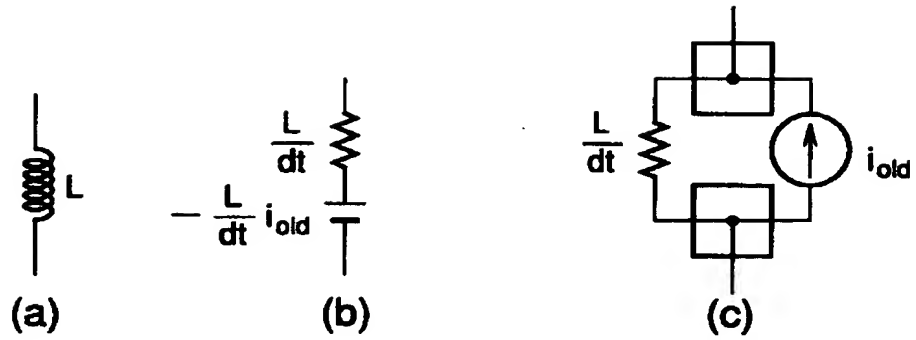 L
(a)
L/dt
− L/dt i_old
(b)
L/dt
i_old
(c)